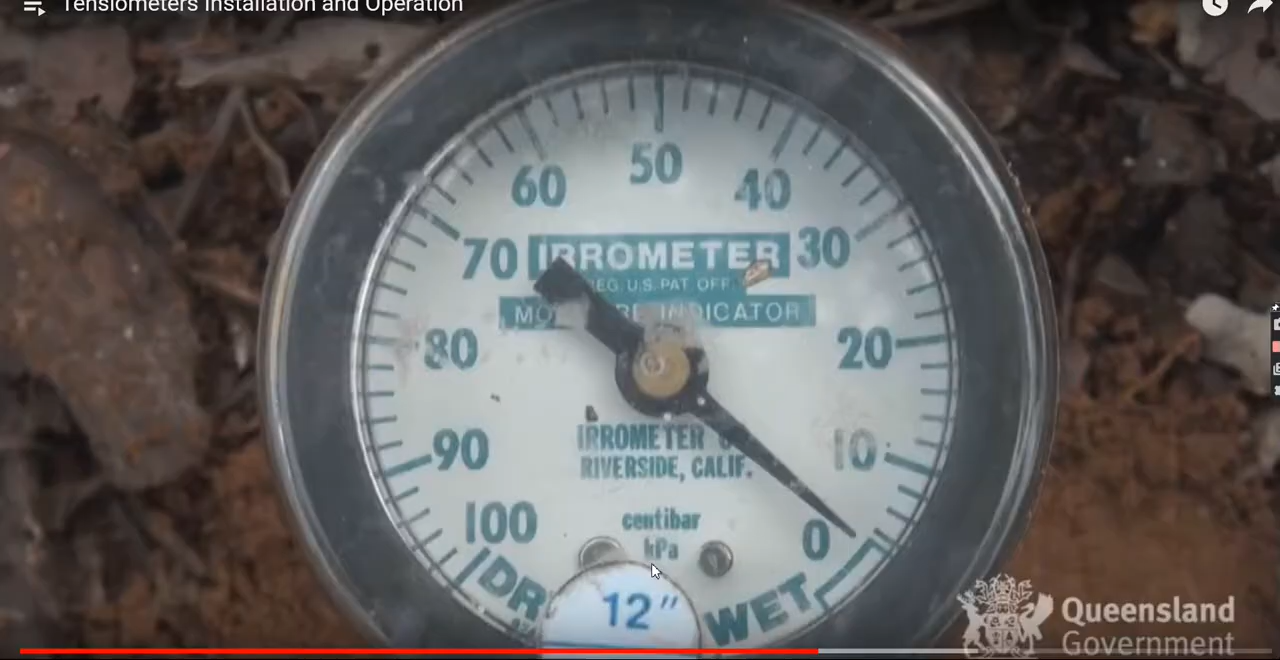 Tensiometers Installation and Operation
50
60
40
70
IRROMETER
30
REG. U.S. PAT. OFF.
INDICATOR
80
20
IRROMETER
90
10
RIVERSIDE, CALIF.
100
centibar
0
kPa
WET
12"
Queensland
Government